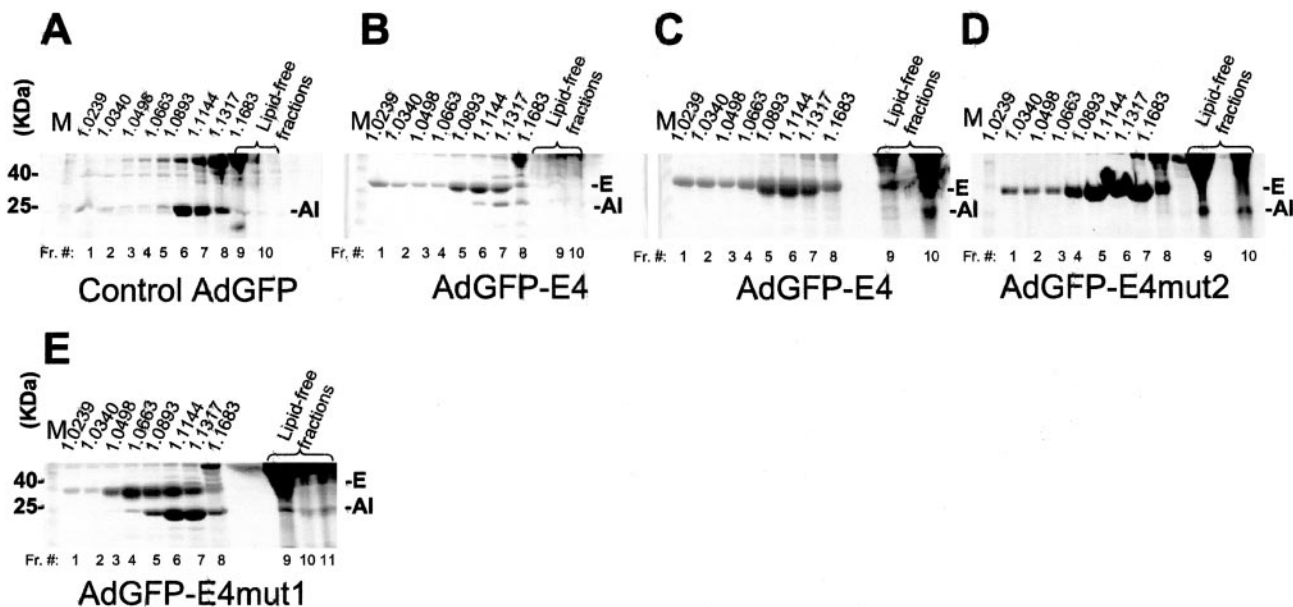 A
(KDa)
M
1.0239
1.0340
1.0498
1.0663
1.0893
1.1144
1.1317
1.1683
Lipid-free
fractions
40-
25-
-AI
Fr. #: 1 2 3 4 5 6 7 8 9 10
Control AdGFP
B
M
1.0239
1.0340
1.0498
1.0663
1.0893
1.1144
1.1317
1.1683
Lipid-free
fractions
-E
-AI
Fr. #: 1 2 3 4 5 6 7 8 9 10
AdGFP-E4
C
M
1.0239
1.0340
1.0498
1.0663
1.0893
1.1144
1.1317
1.1683
Lipid-free
fractions
-E
-AI
Fr. #: 1 2 3 4 5 6 7 8 9 10
AdGFP-E4
D
M
1.0239
1.0340
1.0498
1.0663
1.0893
1.1144
1.1317
1.1683
Lipid-free
fractions
-E
-AI
Fr. #: 1 2 3 4 5 6 7 8 9 10
AdGFP-E4mut2
E
(KDa)
M
1.0239
1.0340
1.0498
1.0663
1.0893
1.1144
1.1317
1.1683
Lipid-free
fractions
40-
25-
-E
-AI
Fr. #: 1 2 3 4 5 6 7 8 9 10 11
AdGFP-E4mut1